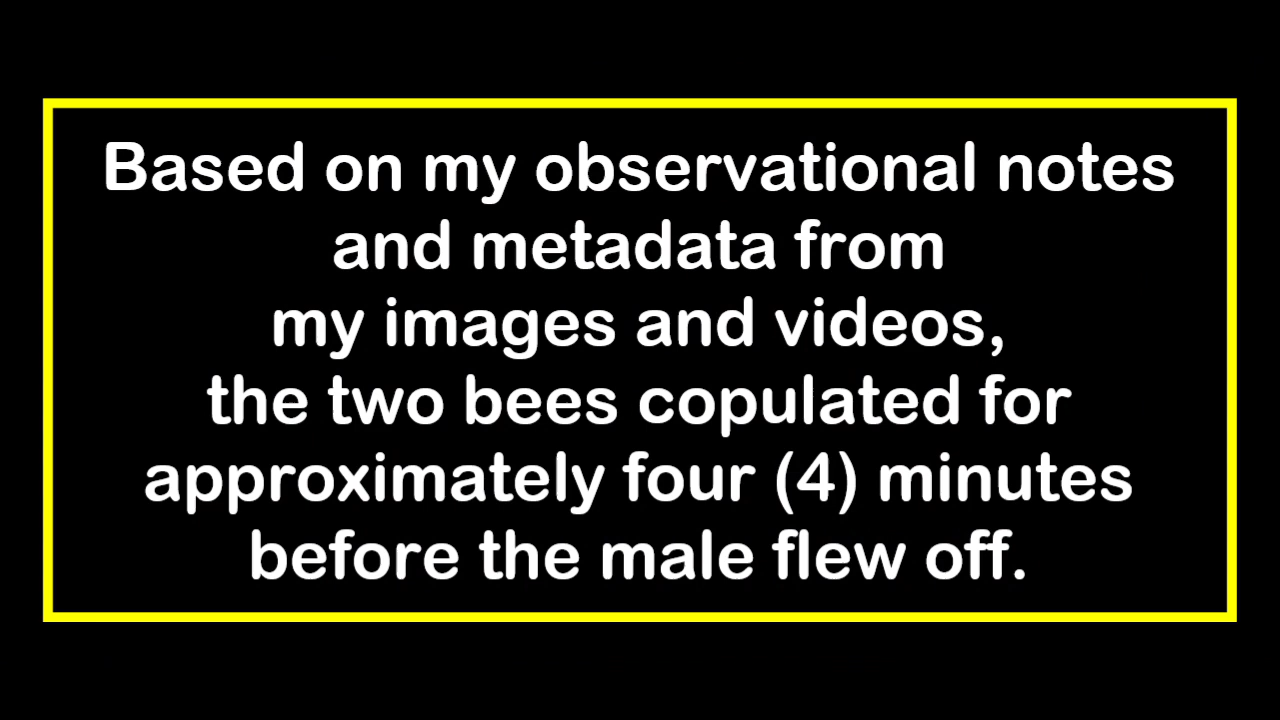 Based on my observational notes
and metadata from
my images and videos,
the two bees copulated for
approximately four (4) minutes
before the male flew off.